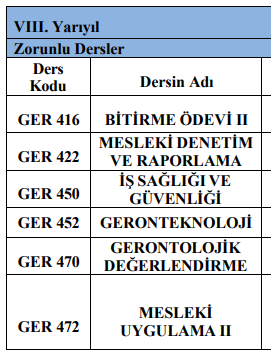 VIII. Yarıyıl
Zorunlu Dersler
Ders
Kodu
Dersin Adı
GER 416 BİTİRME ÖDEVİ II
GER 422 MESLEKİ DENETİM
VE RAPORLAMA
GER 450 İŞ SAĞLIĞI VE
GÜVENLİĞİ
GER 452 GERONTEKNOLOJİ
GER 470 GERONTOLOJİK
DEĞERLENDİRME
GER 472 MESLEKİ
UYGULAMA II